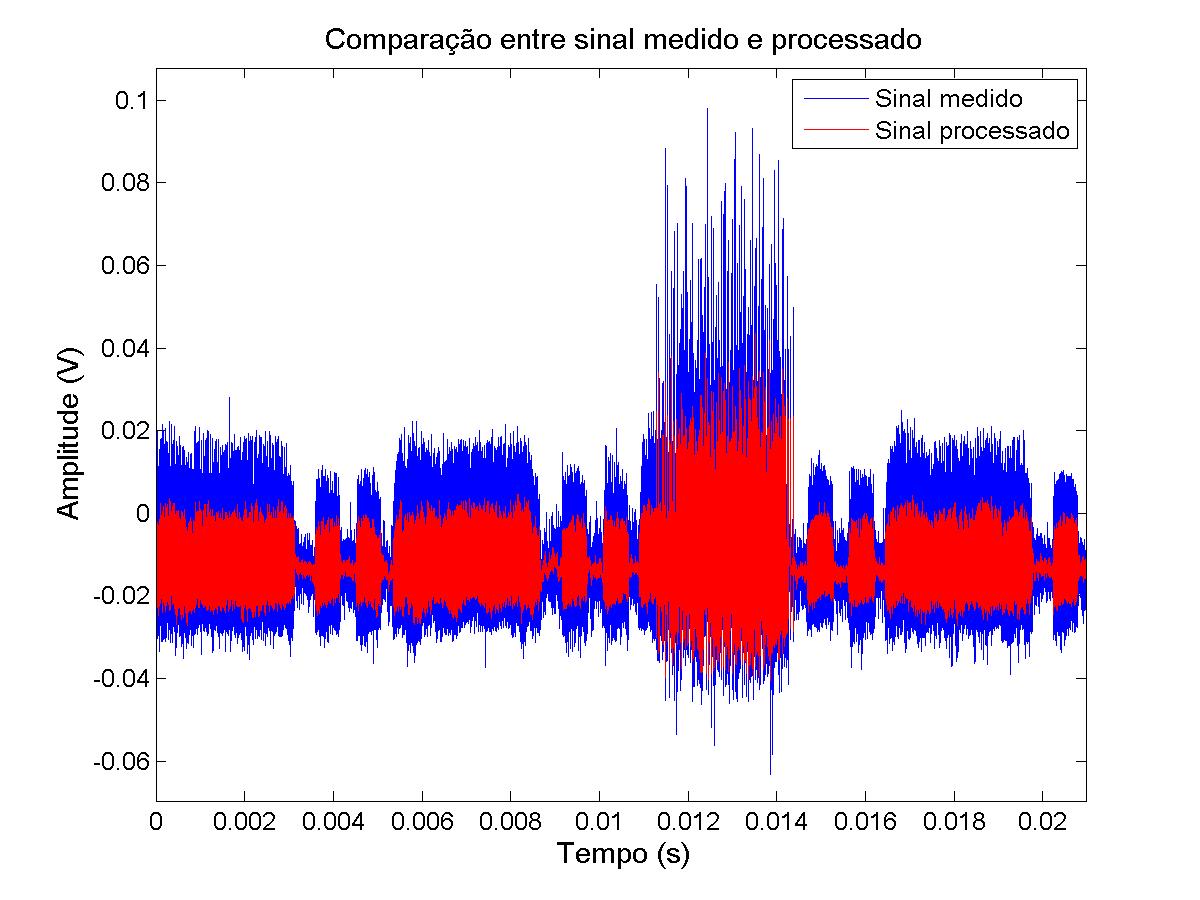 Comparação entre sinal medido e processado
Sinal medido
Sinal processado
0.1
0.08
0.06
0.04
0.02
0
-0.02
-0.04
-0.06
Amplitude (V)
0 0.002 0.004 0.006 0.008 0.01 0.012 0.014 0.016 0.018 0.02
Tempo (s)